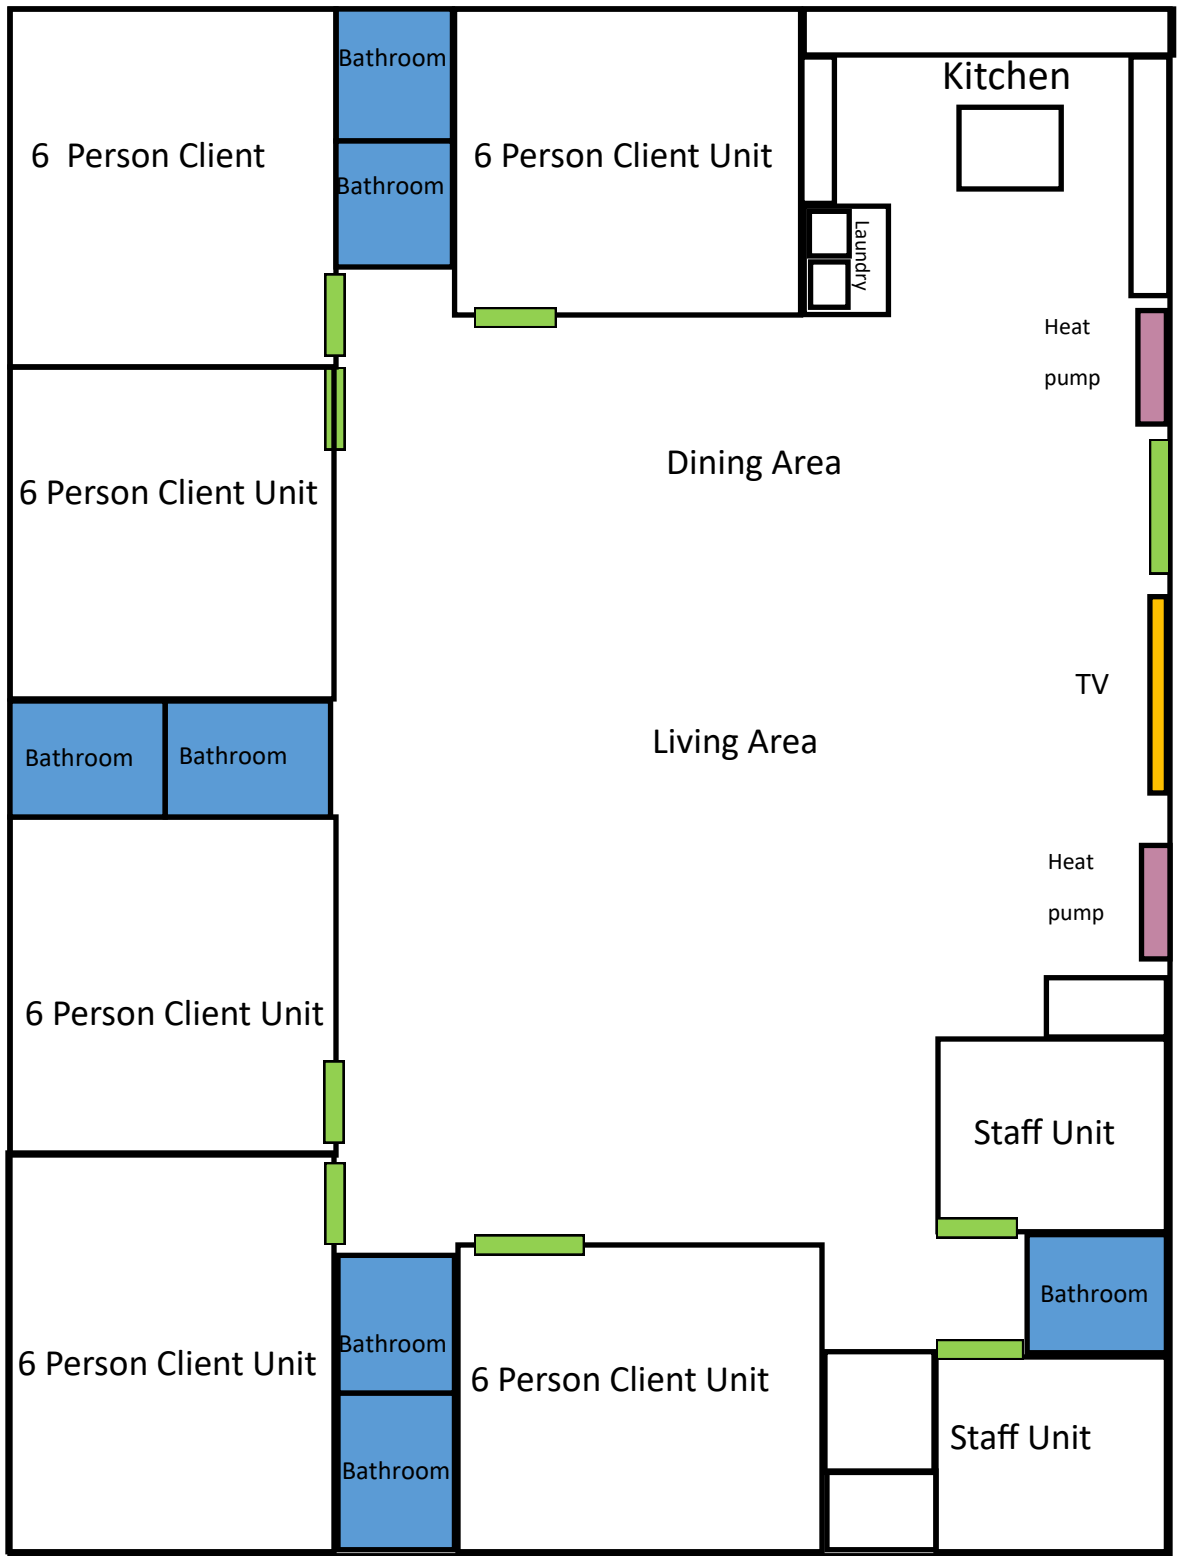 Bathroom
Kitchen
6  Person Client
6 Person Client Unit
Bathroom
Laundry
Heat
pump
Dining Area
6 Person Client Unit
TV
Living Area
Bathroom
Bathroom
Heat
pump
6 Person Client Unit
Staff Unit
Bathroom
Bathroom
6 Person Client Unit
6 Person Client Unit
Staff Unit
Bathroom